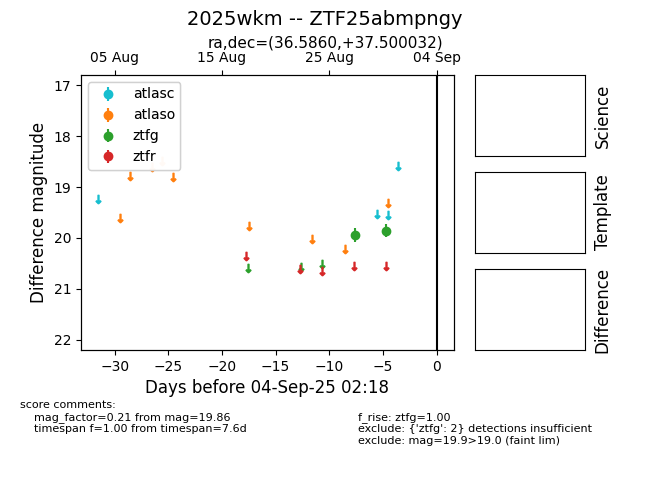 2025wkm -- ZTF25abmpngy
ra,dec=(36.5860,+37.500032)
05 Aug 15 Aug 25 Aug 04 Sep
17
18
19
20
21
22
Difference magnitude
atlasc
atlaso
ztfg
ztfr
−30 −25 −20 −15 −10 −5 0
Days before 04-Sep-25 02:18
Science
Template
Difference
score comments:
mag_factor=0.21 from mag=19.86
timespan f=1.00 from timespan=7.6d
f_rise: ztfg=1.00
exclude: {'ztfg': 2} detections insufficient
exclude: mag=19.9>19.0 (faint lim)